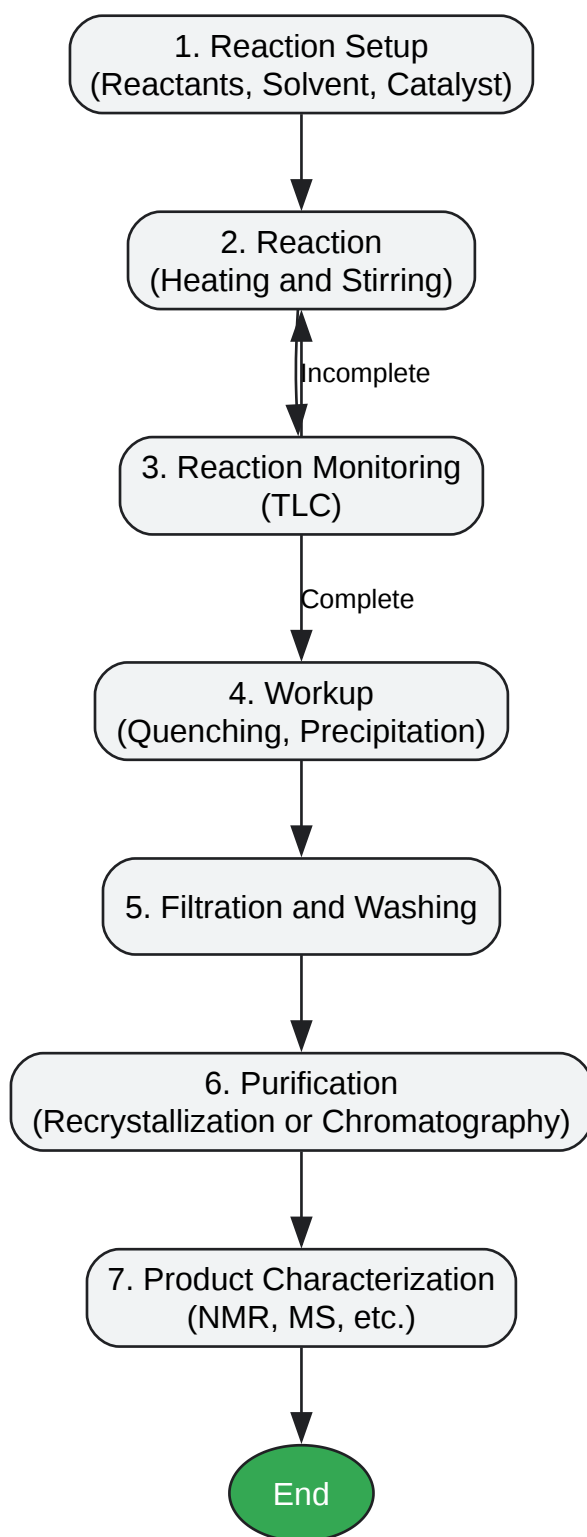 1. Reaction Setup
(Reactants, Solvent, Catalyst)
2. Reaction
(Heating and Stirring)
Incomplete
3. Reaction Monitoring
(TLC)
Complete
4. Workup
(Quenching, Precipitation)
5. Filtration and Washing
6. Purification
(Recrystallization or Chromatography)
7. Product Characterization
(NMR, MS, etc.)
End